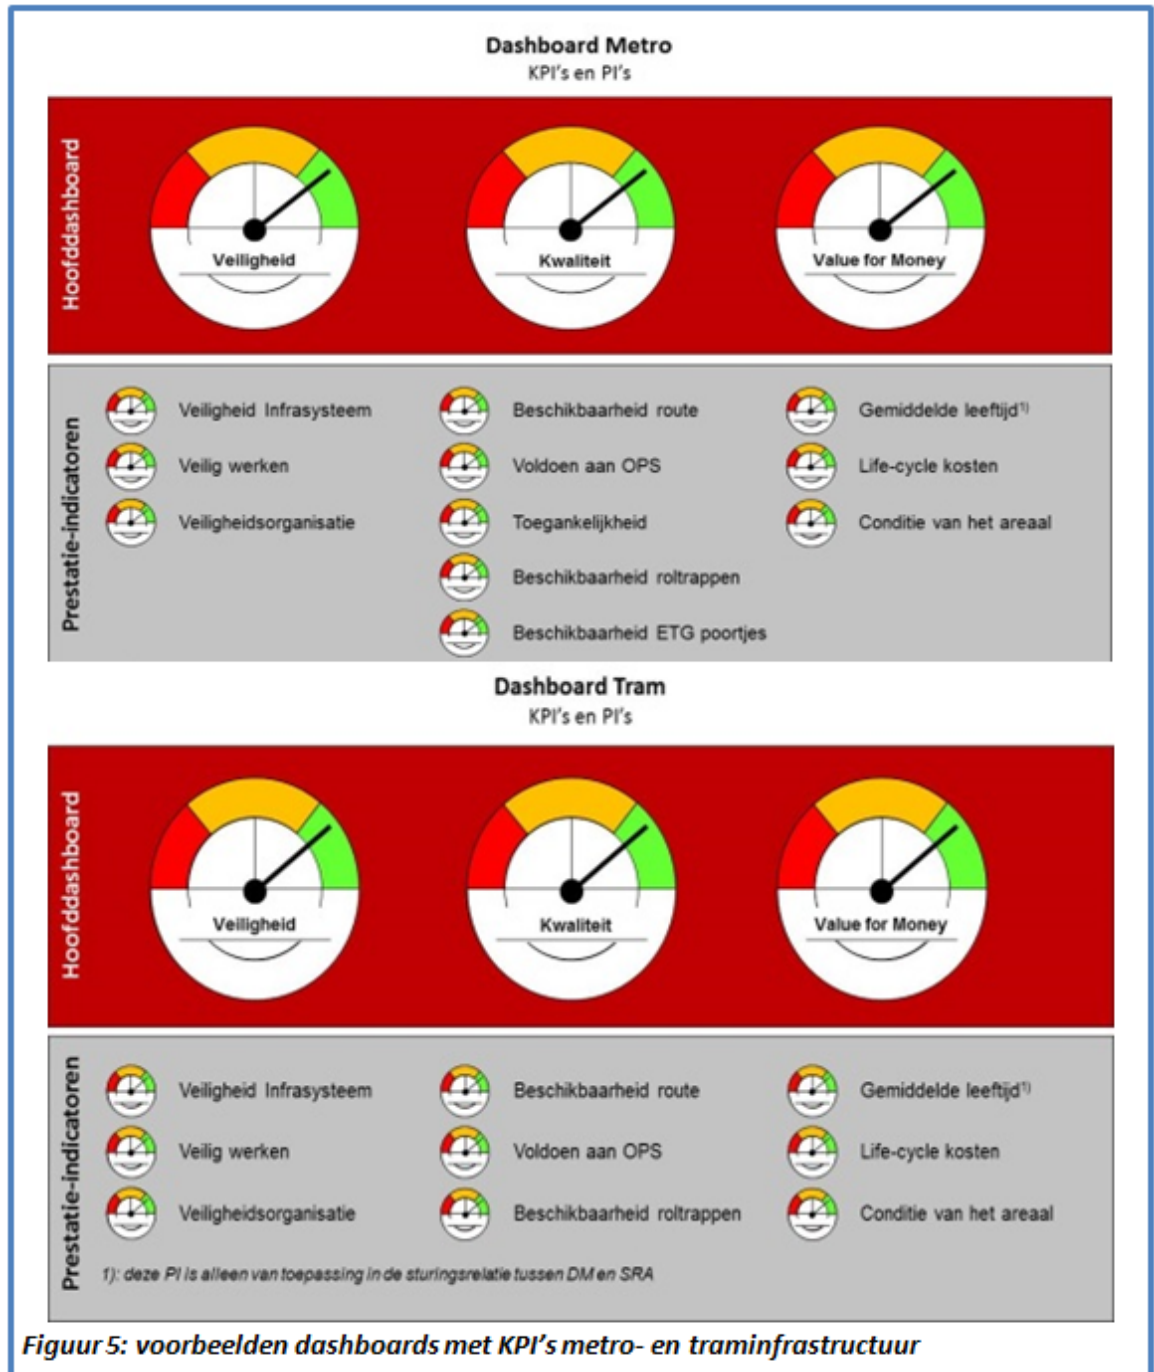 Dashboard Metro
KPI's en PI's
Hoofddashboard
Veiligheid
Kwaliteit
Value for Money
Prestatie-indicatoren
Veiligheid Infrasysteem
Beschikbaarheid route
Gemiddelde leeftijd¹⁾
Veilig werken
Voldoen aan OPS
Life-cycle kosten
Veiligheidsorganisatie
Toegankelijkheid
Conditie van het areaal
Beschikbaarheid roltrappen
Beschikbaarheid ETG poortjes
Dashboard Tram
KPI's en PI's
Hoofddashboard
Veiligheid
Kwaliteit
Value for Money
Prestatie-indicatoren
Veiligheid Infrasysteem
Beschikbaarheid route
Gemiddelde leeftijd¹⁾
Veilig werken
Voldoen aan OPS
Life-cycle kosten
Veiligheidsorganisatie
Beschikbaarheid roltrappen
Conditie van het areaal
1): deze PI is alleen van toepassing in de sturingsrelatie tussen DM en SRA
Figuur 5: voorbeelden dashboards met KPI's metro- en traminfrastructuur